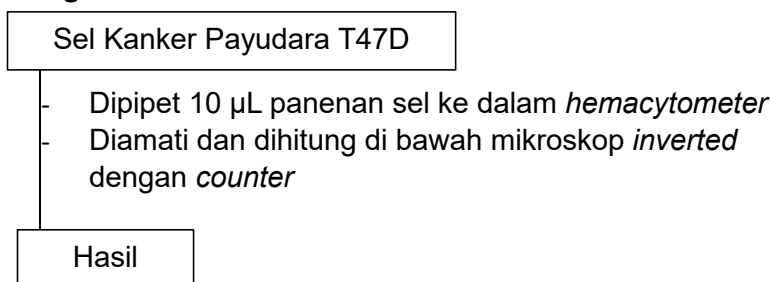 Sel Kanker Payudara T47D
- Dipipet 10 µL panenan sel ke dalam hemacytometer
- Diamati dan dihitung di bawah mikroskop inverted
dengan counter
Hasil